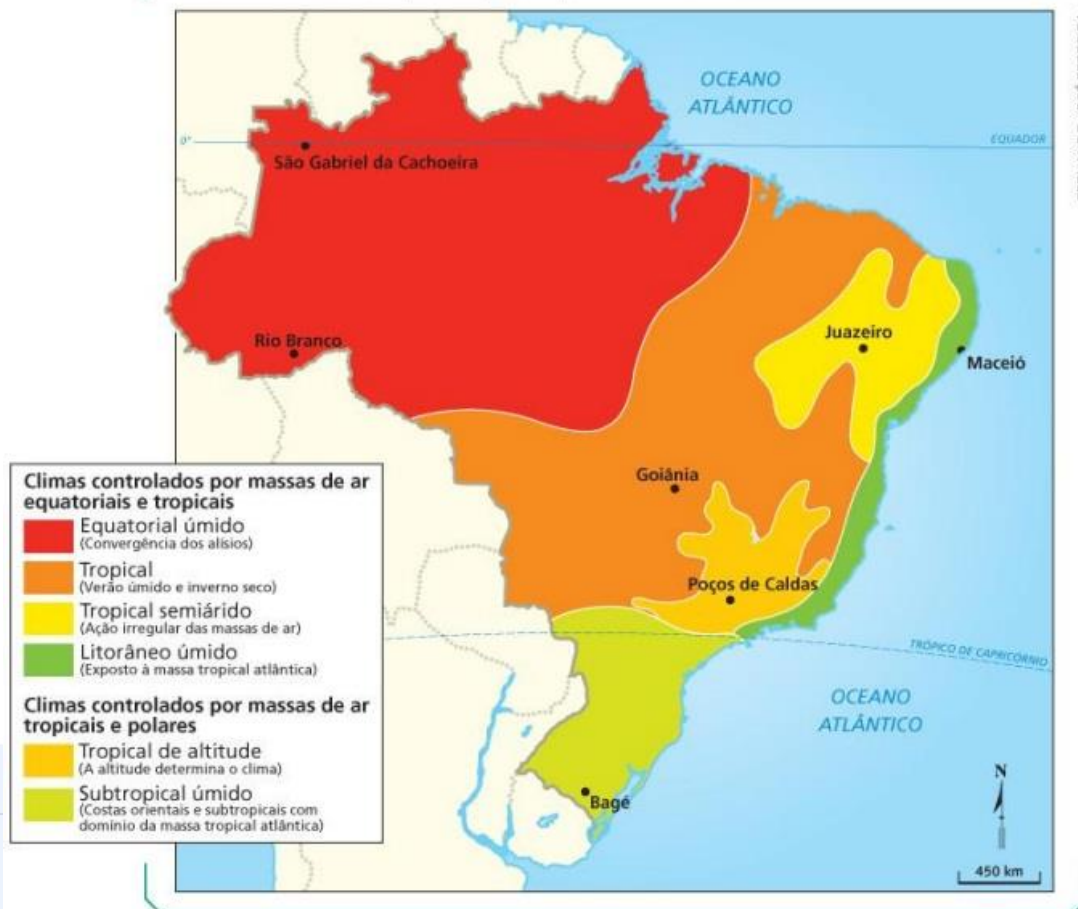 OCEANO
ATLÂNTICO
0°
EQUADOR
São Gabriel da Cachoeira
Rio Branco
Juazeiro
Maceió
Goiânia
Poços de Caldas
TRÓPICO DE CAPRICÓRNIO
OCEANO
ATLÂNTICO
Bagé
N
450 km
Climas controlados por massas de ar
equatoriais e tropicais
Equatorial úmido
(Convergência dos alísios)
Tropical
(Verão úmido e inverno seco)
Tropical semiárido
(Ação irregular das massas de ar)
Litorâneo úmido
(Exposto à massa tropical atlântica)
Climas controlados por massas de ar
tropicais e polares
Tropical de altitude
(A altitude determina o clima)
Subtropical úmido
(Costas orientais e subtropicais com
domínio da massa tropical atlântica)